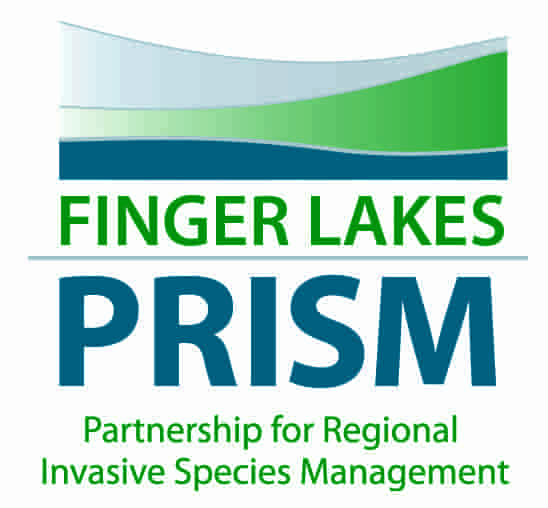 FINGER LAKES
PRISM
Partnership for Regional
Invasive Species Management